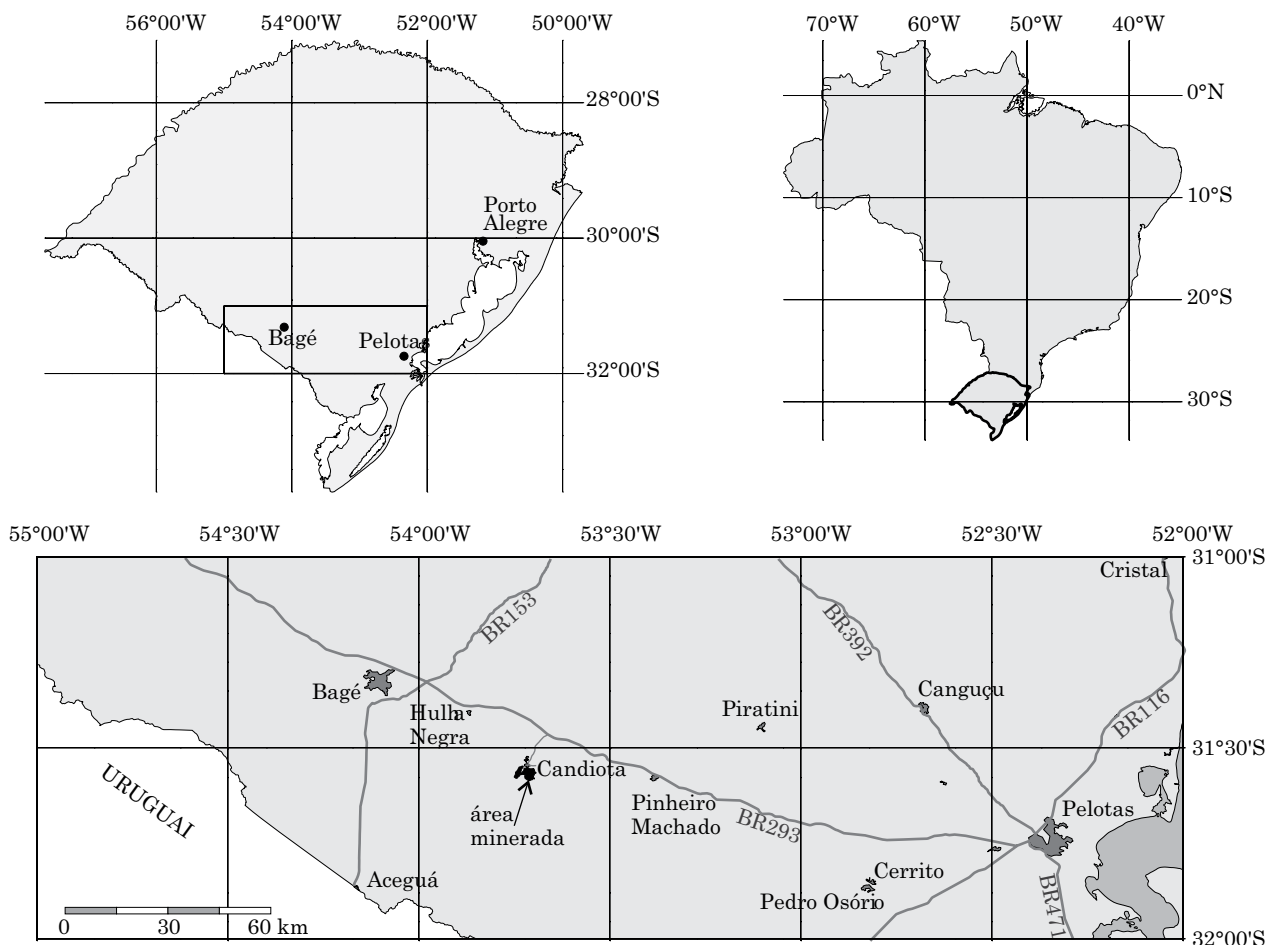 56°00'W 54°00'W 52°00'W 50°00'W
28°00'S
Porto
Alegre
30°00'S
Bagé
Pelotas
32°00'S
70°W 60°W 50°W 40°W
0°N
10°S
20°S
30°S
55°00'W 54°30'W 54°00'W 53°30'W 53°00'W 52°30'W 52°00'W
31°00'S
Cristal
BR153
BR392
Bagé
Canguçu
Hulha
Negra
Piratini
BR116
31°30'S
Candiota
URUGUAI
área
minerada
Pinheiro
Machado
BR293
Pelotas
Aceguá
Cerrito
Pedro Osório
BR471
0 30 60 km
32°00'S